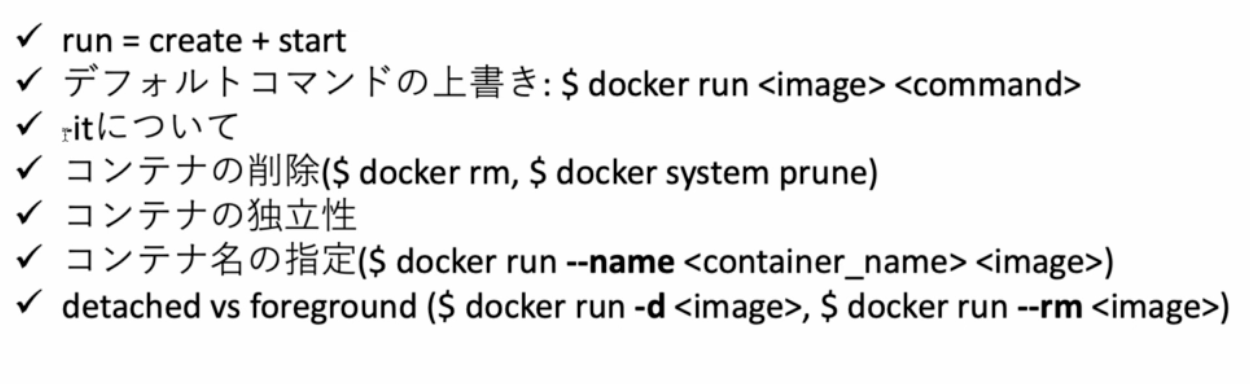 ✓ run = create + start
✓ デフォルトコマンドの上書き: $ docker run <image> <command>
✓ -itについて
✓ コンテナの削除($ docker rm, $ docker system prune)
✓ コンテナの独立性
✓ コンテナ名の指定($ docker run --name <container_name> <image>)
✓ detached vs foreground ($ docker run -d <image>, $ docker run --rm <image>)